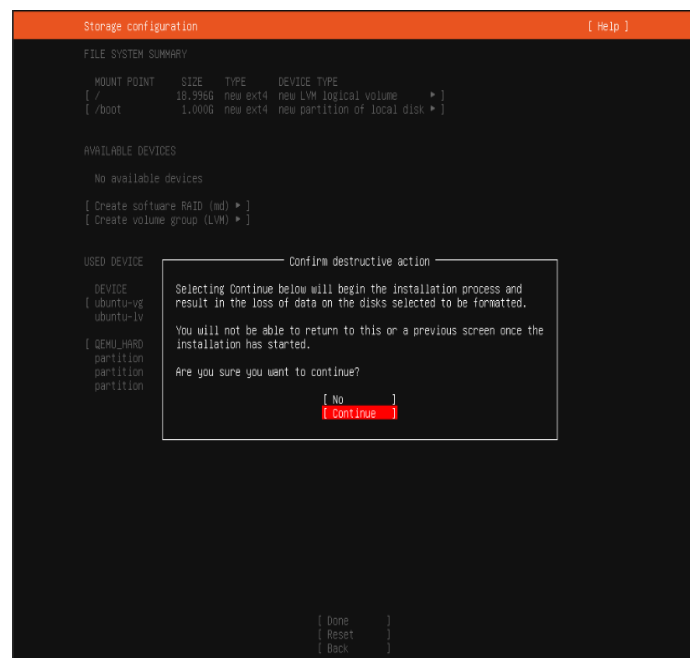 Storage configuration [ Help ]
FILE SYSTEM SUMMARY
MOUNT POINT SIZE TYPE DEVICE TYPE
[ / 18.996G new ext4 new LVM logical volume ▸ ]
[ /boot 1.000G new ext4 new partition of local disk ▸ ]
AVAILABLE DEVICES
No available devices
[ Create software RAID (md) ▸ ]
[ Create volume group (LVM) ▸ ]
USED DEVICE
Confirm destructive action
DEVICE
[ ubuntu-vg
ubuntu-lv
[ QEMU_HARD
partition
partition
partition
Selecting Continue below will begin the installation process and
result in the loss of data on the disks selected to be formatted.
You will not be able to return to this or a previous screen once the
installation has started.
Are you sure you want to continue?
[ No ]
[ Continue ]
[ Done ]
[ Reset ]
[ Back ]